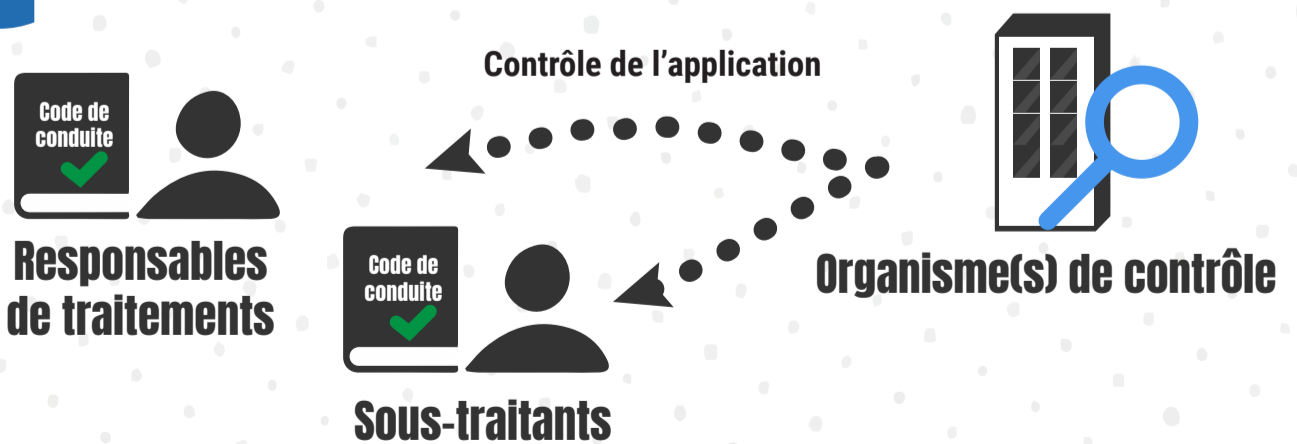 Contrôle de l’application
Code de
conduite
Responsables
de traitements
Code de
conduite
Sous-traitants
Organisme(s) de contrôle